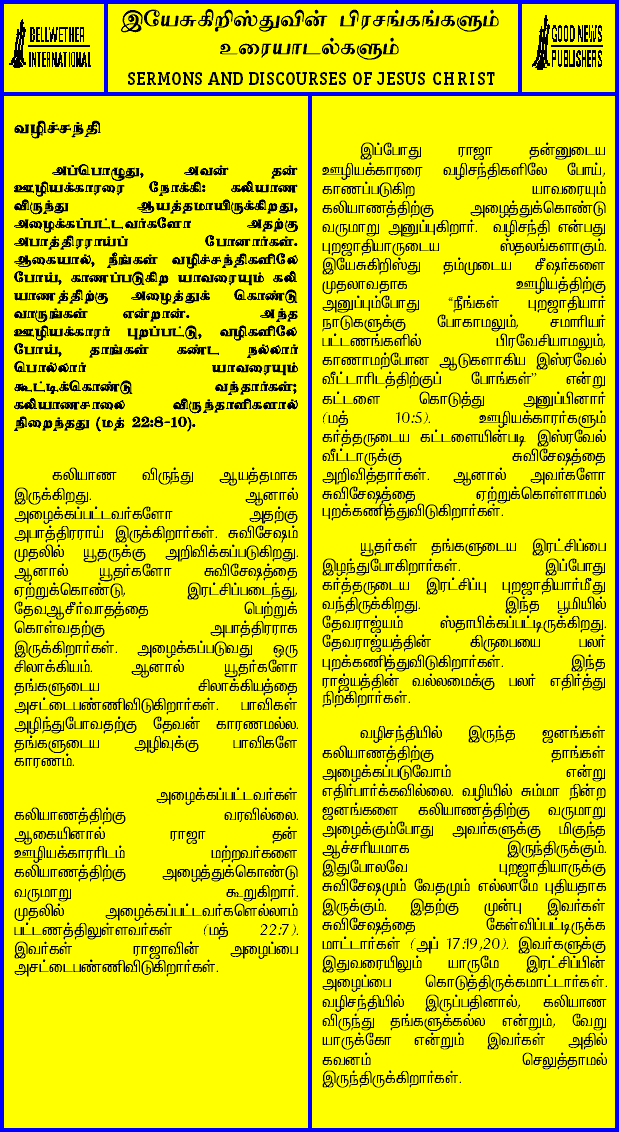 BELLWETHER
INTERNATIONAL
இயேசுகிறிஸ்துவின் பிரசங்கங்களும்
உரையாடல்களும்
SERMONS AND DISCOURSES OF JESUS CHRIST
GOOD NEWS
PUBLISHERS
வழிச்சந்தி
அப்பொழுது, அவன் தன்
ஊழியக்காரரை நோக்கி: கலியாண
விருந்து ஆயத்தமாயிருக்கிறது,
அழைக்கப்பட்டவர்களோ அதற்கு
அபாத்திரராய்ப் போனார்கள்.
ஆகையால், நீங்கள் வழிச்சந்திகளிலே
போய், காணப்படுகிற யாவரையும் கலி
யாணத்திற்கு அழைத்துக் கொண்டு
வாருங்கள் என்றான். அந்த
ஊழியக்காரர் புறப்பட்டு, வழிகளிலே
போய், தாங்கள் கண்ட நல்லார்
பொல்லார் யாவரையும்
கூட்டிக்கொண்டு வந்தார்கள்;
கலியாணசாலை விருந்தாளிகளால்
நிறைந்தது (மத் 22:8-10).
கலியாண விருந்து ஆயத்தமாக
இருக்கிறது. ஆனால்
அழைக்கப்பட்டவர்களோ அதற்கு
அபாத்திரராய் இருக்கிறார்கள். சுவிசேஷம்
முதலில் யூதருக்கு அறிவிக்கப்படுகிறது.
ஆனால் யூதர்களோ சுவிசேஷத்தை
ஏற்றுக்கொண்டு, இரட்சிப்படைந்து,
தேவஆசீர்வாதத்தை பெற்றுக்
கொள்வதற்கு அபாத்திரராக
இருக்கிறார்கள். அழைக்கப்படுவது ஒரு
சிலாக்கியம். ஆனால் யூதர்களோ
தங்களுடைய சிலாக்கியத்தை
அசட்டைபண்ணிவிடுகிறார்கள். பாவிகள்
அழிந்துபோவதற்கு தேவன் காரணமல்ல.
தங்களுடைய அழிவுக்கு பாவிகளே
காரணம்.
அழைக்கப்பட்டவர்கள்
கலியாணத்திற்கு வரவில்லை.
ஆகையினால் ராஜா தன்
ஊழியக்காரரிடம் மற்றவர்களை
கலியாணத்திற்கு அழைத்துக்கொண்டு
வருமாறு கூறுகிறார்.
முதலில் அழைக்கப்பட்டவர்களெல்லாம்
பட்டணத்திலுள்ளவர்கள் (மத் 22:7).
இவர்கள் ராஜாவின் அழைப்பை
அசட்டைபண்ணிவிடுகிறார்கள்.
இப்போது ராஜா தன்னுடைய
ஊழியக்காரரை வழிசந்திகளிலே போய்,
காணப்படுகிற யாவரையும்
கலியாணத்திற்கு அழைத்துக்கொண்டு
வருமாறு அனுப்புகிறார். வழிசந்தி என்பது
புறஜாதியாருடைய ஸ்தலங்களாகும்.
இயேசுகிறிஸ்து தம்முடைய சீஷர்களை
முதலாவதாக ஊழியத்திற்கு
அனுப்பும்போது "நீங்கள் புறஜாதியார்
நாடுகளுக்கு போகாமலும், சமாரியர்
பட்டணங்களில் பிரவேசியாமலும்,
காணாமற்போன ஆடுகளாகிய இஸ்ரவேல்
வீட்டாரிடத்திற்குப் போங்கள்" என்று
கட்டளை கொடுத்து அனுப்பினார்
(மத் 10:5). ஊழியக்காரர்களும்
கர்த்தருடைய கட்டளையின்படி இஸ்ரவேல்
வீட்டாருக்கு சுவிசேஷத்தை
அறிவித்தார்கள். ஆனால் அவர்களோ
சுவிசேஷத்தை ஏற்றுக்கொள்ளாமல்
புறக்கணித்துவிடுகிறார்கள்.
யூதர்கள் தங்களுடைய இரட்சிப்பை
இழந்துபோகிறார்கள். இப்போது
கர்த்தருடைய இரட்சிப்பு புறஜாதியார்மீது
வந்திருக்கிறது. இந்த பூமியில்
தேவராஜ்யம் ஸ்தாபிக்கப்பட்டிருக்கிறது.
தேவராஜ்யத்தின் கிருபையை பலர்
புறக்கணித்துவிடுகிறார்கள். இந்த
ராஜ்யத்தின் வல்லமைக்கு பலர் எதிர்த்து
நிற்கிறார்கள்.
வழிசந்தியில் இருந்த ஜனங்கள்
கலியாணத்திற்கு தாங்கள்
அழைக்கப்படுவோம் என்று
எதிர்பார்க்கவில்லை. வழியில் சும்மா நின்ற
ஜனங்களை கலியாணத்திற்கு வருமாறு
அழைக்கும்போது அவர்களுக்கு மிகுந்த
ஆச்சரியமாக இருந்திருக்கும்.
இதுபோலவே புறஜாதியாருக்கு
சுவிசேஷமும் வேதமும் எல்லாமே புதியதாக
இருக்கும். இதற்கு முன்பு இவர்கள்
சுவிசேஷத்தை கேள்விப்பட்டிருக்க
மாட்டார்கள் (அப் 17:19,20). இவர்களுக்கு
இதுவரையிலும் யாருமே இரட்சிப்பின்
அழைப்பை கொடுத்திருக்கமாட்டார்கள்.
வழிசந்தியில் இருப்பதினால், கலியாண
விருந்து தங்களுக்கல்ல என்றும், வேறு
யாருக்கோ என்றும் இவர்கள் அதில்
கவனம் செலுத்தாமல்
இருந்திருக்கிறார்கள்.